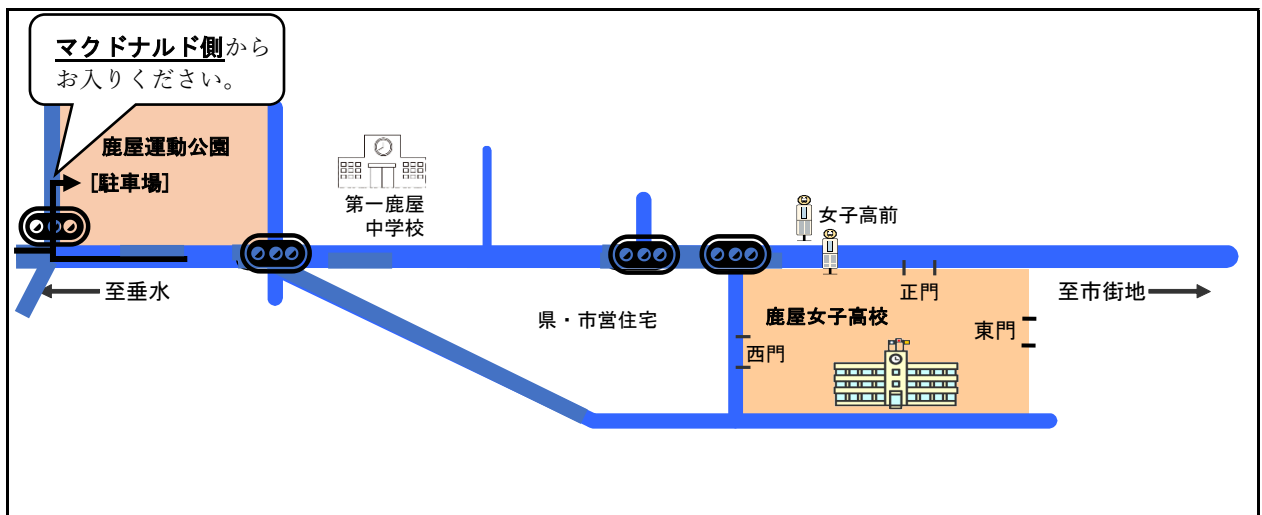 マクドナルド側から
お入りください。
鹿屋運動公園
[駐車場]
第一鹿屋
中学校
女子高前
至垂水
県・市営住宅
正門
鹿屋女子高校
西門
東門
至市街地